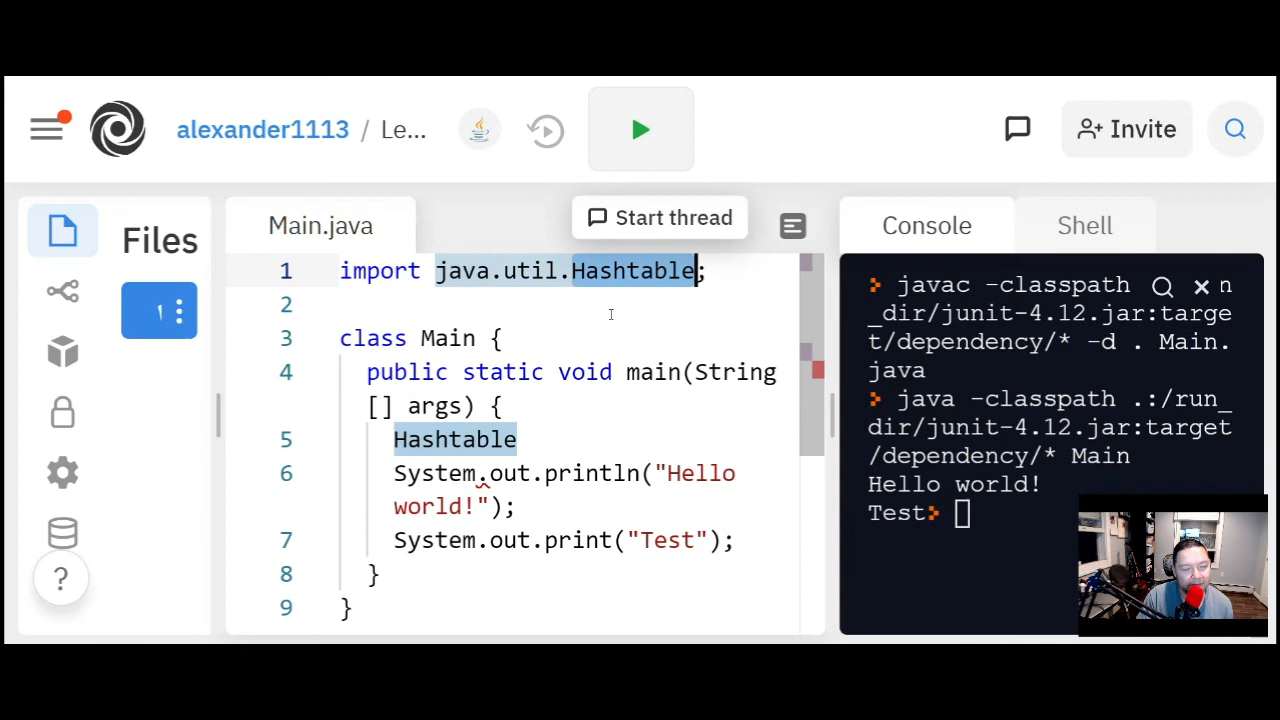 alexander1113 / Le...
Invite
Files
Main.java
Start thread
Console
Shell
1 import java.util.Hashtable;
2
3 class Main {
4 public static void main(String
[] args) {
5 Hashtable
6 System.out.println("Hello
world!");
7 System.out.print("Test");
8 }
9 }
?
> javac -classpath n
_dir/junit-4.12.jar:targe
t/dependency/* -d . Main.
java
> java -classpath .:/run_
dir/junit-4.12.jar:target
/dependency/* Main
Hello world!
Test>